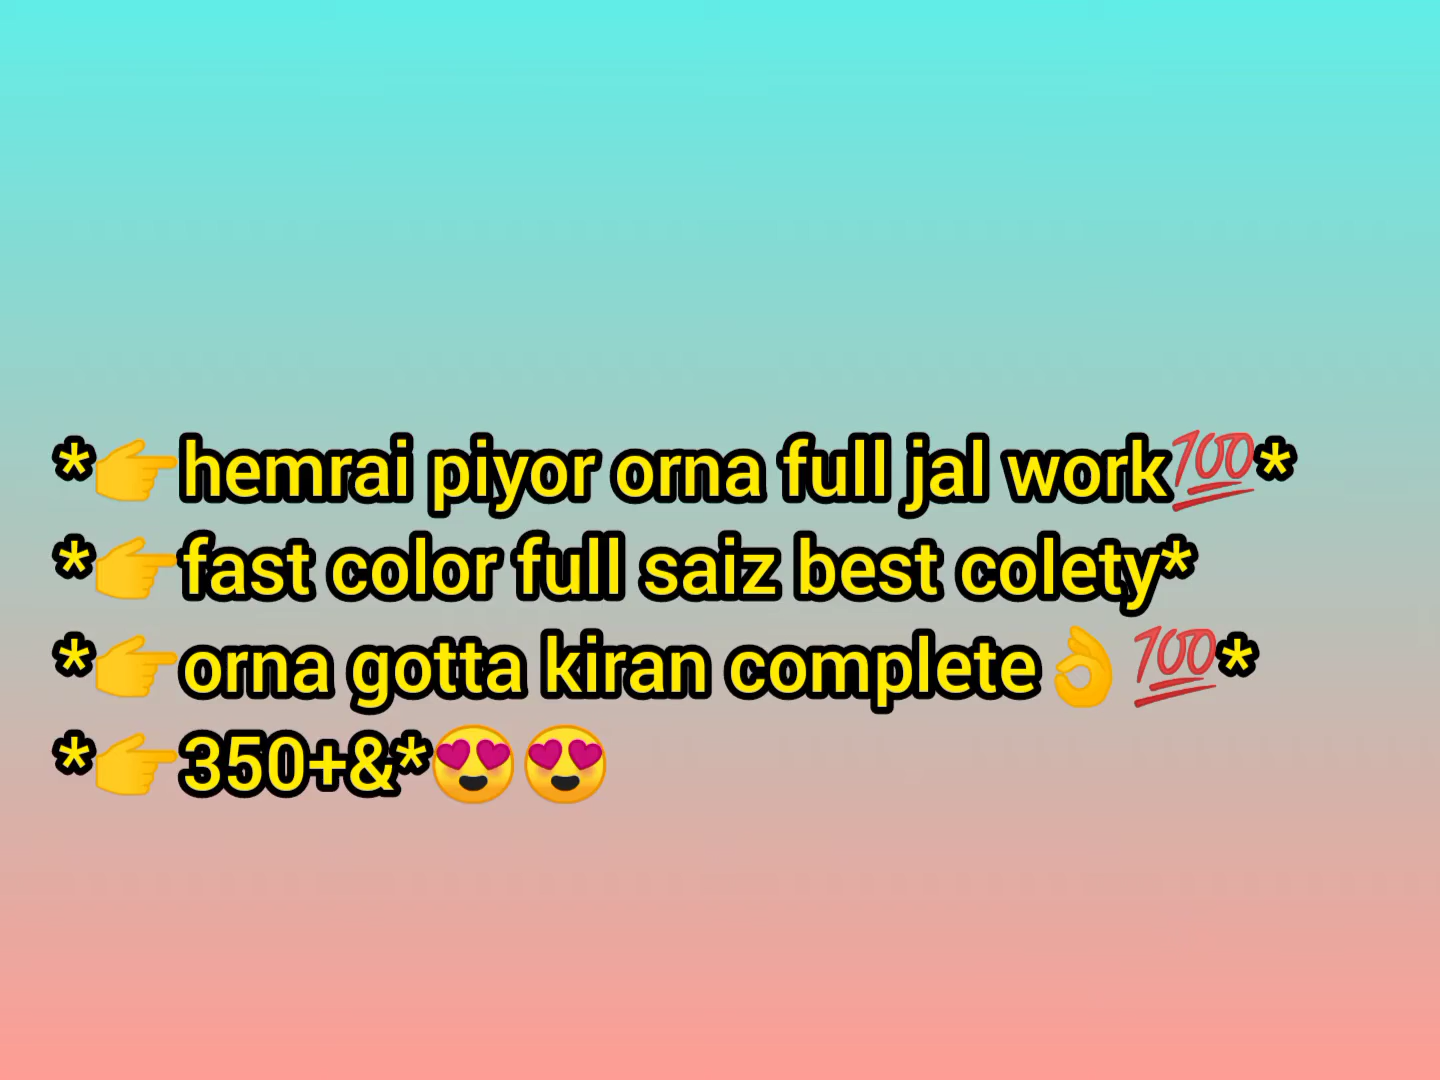 *👉hemrai piyor orna full jal work💯*
*👉fast color full saiz best colety*
*👉orna gotta kiran complete👌💯*
*👉350+&*😍😍